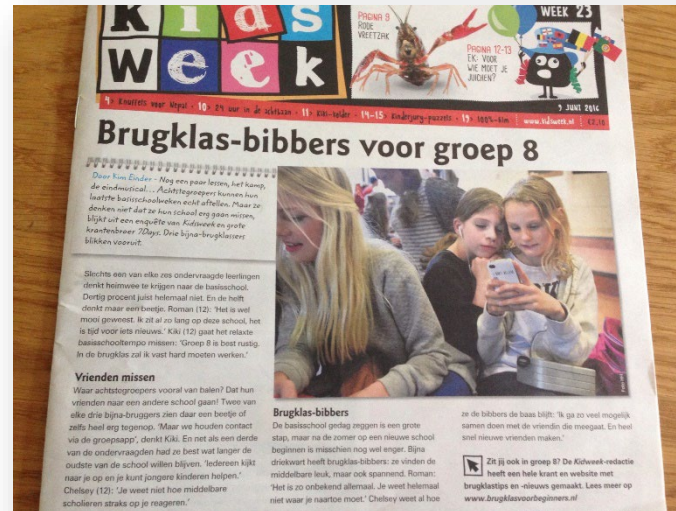 kids
week
PAGINA 9
RODE
VREETZAK
WEEK 23
PAGINA 12-13
EK: VOOR
WIE MOET JE
JUICHEN?
4> Knuffels voor Nepal • 10> 24 uur in de achtbaan • 11> Kids-polder • 14-15> Kinderjury-puzzels • 19> 100%-film
www.kidsweek.nl
9 JUNI 2016
Brugklas-bibbers voor groep 8
Door Kim Einder - Nog een paar lessen, het kamp,
de eindmusical... Achtstegroepers kunnen hun
laatste basisschoolweken echt aftellen. Maar ze
denken niet dat ze hun school erg gaan missen,
blijkt uit een enquête van Kidsweek en grote
krantenbroer 7Days. Drie bijna-brugklassers
blikken vooruit.
Slechts een van elke zes ondervraagde leerlingen
denkt heimwee te krijgen naar de basisschool.
Dertig procent juist helemaal niet. En de helft
denkt maar een beetje. Roman (12): 'Het is wel
mooi geweest. Ik zit al zo lang op deze school, het
is tijd voor iets nieuws.' Kiki (12) gaat het relaxte
basisschooltempo missen: 'Groep 8 is best rustig.
In de brugklas zal ik vast hard moeten werken.'
Vrienden missen
Waar achtstegroepers vooral van balen? Dat hun
vrienden naar een andere school gaan! Twee van
elke drie bijna-bruggers zien daar een beetje of
zelfs heel erg tegenop. 'Maar we houden contact
via de groepsapp', denkt Kiki. En net als een derde
van de ondervraagden had ze best wat langer de
oudste van de school willen blijven. 'Iedereen kijkt
naar je op en je kunt jongere kinderen helpen.'
Chelsey (12): 'Je weet niet hoe middelbare
scholieren straks op je reageren.'
Brugklas-bibbers
De basisschool gedag zeggen is een grote
stap, maar na de zomer op een nieuwe school
beginnen is misschien nog wel enger. Bijna
driekwart heeft brugklas-bibbers: ze vinden de
middelbare leuk, maar ook spannend. Roman:
'Het is zo onbekend allemaal. Je weet helemaal
niet waar je naartoe moet.' Chelsey weet al hoe
ze de bibbers de baas blijft: 'Ik ga zo veel mogelijk
samen doen met de vriendin die meegaat. En heel
snel nieuwe vrienden maken.'
Zit jij ook in groep 8? De Kidsweek-redactie
heeft een hele krant en website met
brugklastips en -nieuws gemaakt. Lees meer op
www.brugklasvoorbeginners.nl